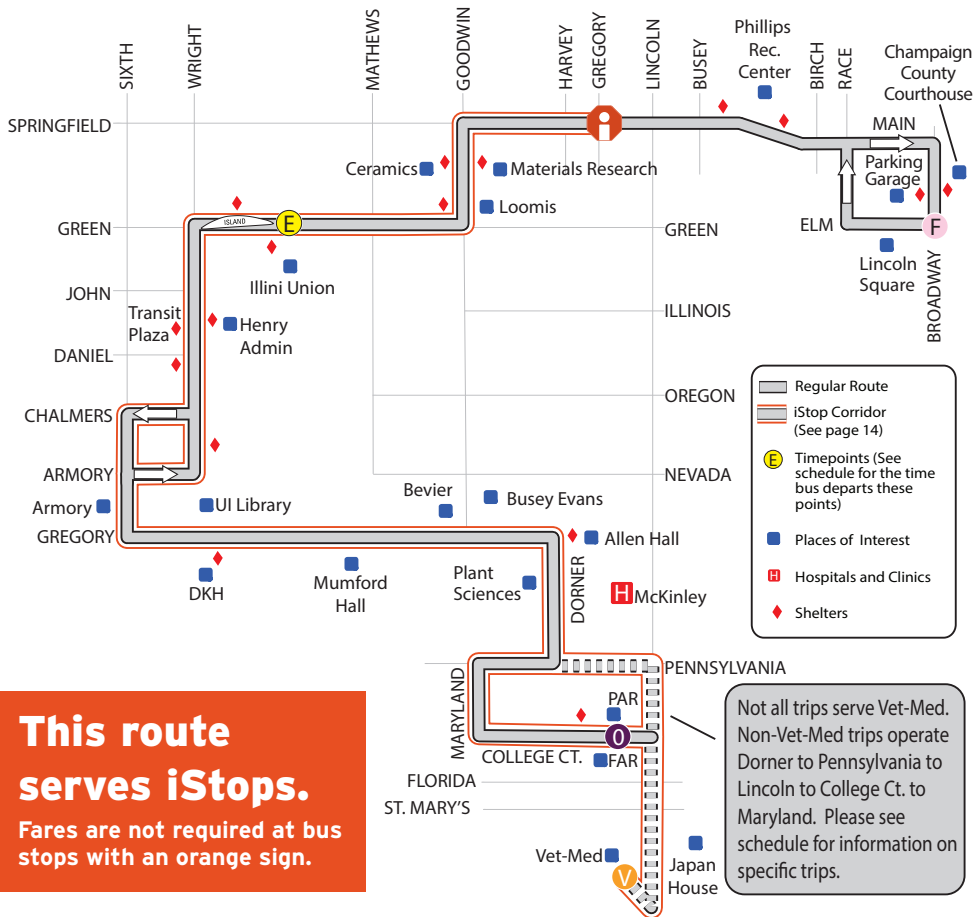 SIXTH
WRIGHT
MATHEWS
GOODWIN
HARVEY
GREGORY
LINCOLN
BUSEY
Phillips
Rec.
Center
BIRCH
RACE
Champaign
County
Courthouse
SPRINGFIELD
i
MAIN
Ceramics
Materials Research
Parking
Garage
Loomis
GREEN
ISLAND
E
GREEN
ELM
F
Illini Union
Lincoln
Square
BROADWAY
JOHN
Transit
Plaza
Henry
Admin
ILLINOIS
DANIEL
CHALMERS
OREGON
Regular Route
iStop Corridor
(See page 14)
E
Timepoints (See
schedule for the time
bus departs these
points)
Places of Interest
H
Hospitals and Clinics
Shelters
ARMORY
NEVADA
Armory
UI Library
Bevier
Busey Evans
GREGORY
Allen Hall
DKH
Mumford
Hall
Plant
Sciences
DORNER
H
McKinley
PENNSYLVANIA
MARYLAND
PAR
O
COLLEGE CT.
FAR
FLORIDA
ST. MARY'S
Vet-Med
V
Japan
House
Not all trips serve Vet-Med.
Non-Vet-Med trips operate
Dorner to Pennsylvania to
Lincoln to College Ct. to
Maryland. Please see
schedule for information on
specific trips.
This route
serves iStops.
Fares are not required at bus
stops with an orange sign.